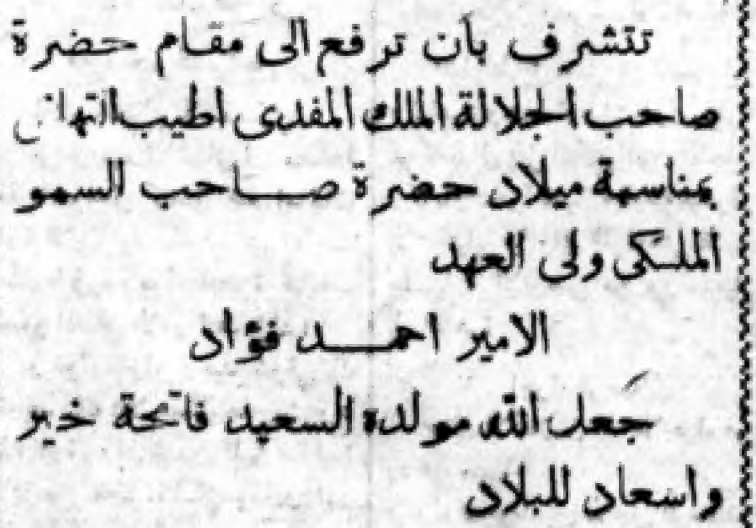 تتشرف بأن ترفع الى مقام حضرة
صاحب الجلالة الملك المفدى اطيب التهانى
بمناسبة ميلاد حضرة صاحب السمو
الملكى ولى العهد
الامير احمد فؤاد
جعل الله مولده السعيد فاتحة خير
واسعاد للبلاد